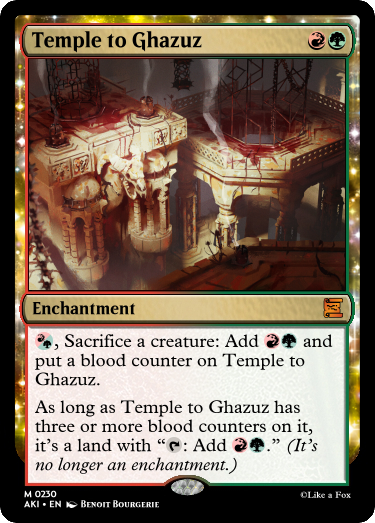 Temple to Ghazuz
Enchantment
, Sacrifice a creature: Add and
put a blood counter on Temple to
Ghazuz.
As long as Temple to Ghazuz has
three or more blood counters on it,
it's a land with “: Add .” (It's
no longer an enchantment.)
M 0230
AKI • EN Benoit Bourgerie
©Like a Fox